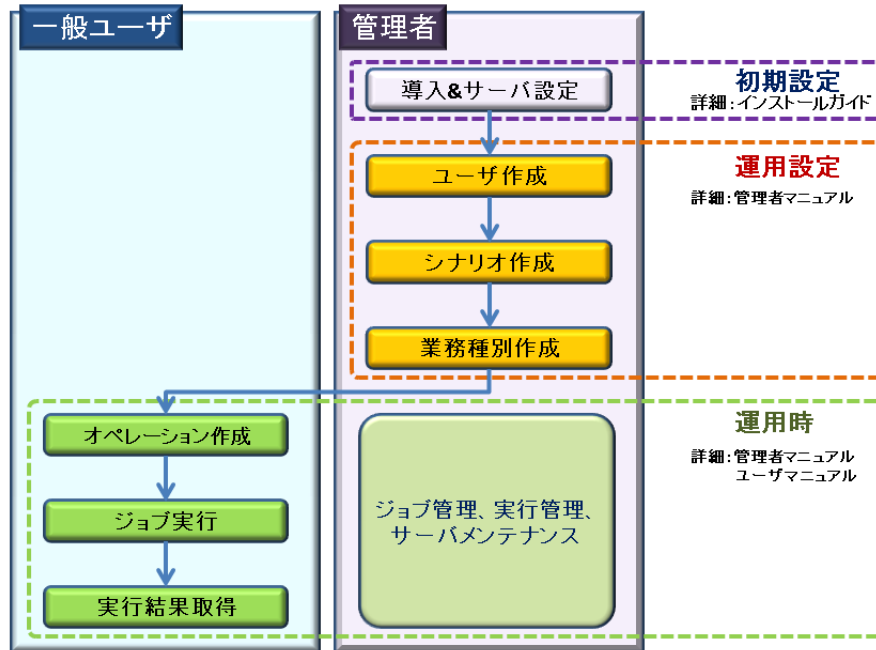 一般ユーザ
管理者
導入&サーバ設定
初期設定
詳細：インストールガイド
ユーザ作成
運用設定
詳細：管理者マニュアル
シナリオ作成
業務種別作成
オペレーション作成
ジョブ実行
実行結果取得
ジョブ管理、実行管理、
サーバメンテナンス
運用時
詳細：管理者マニュアル
ユーザマニュアル